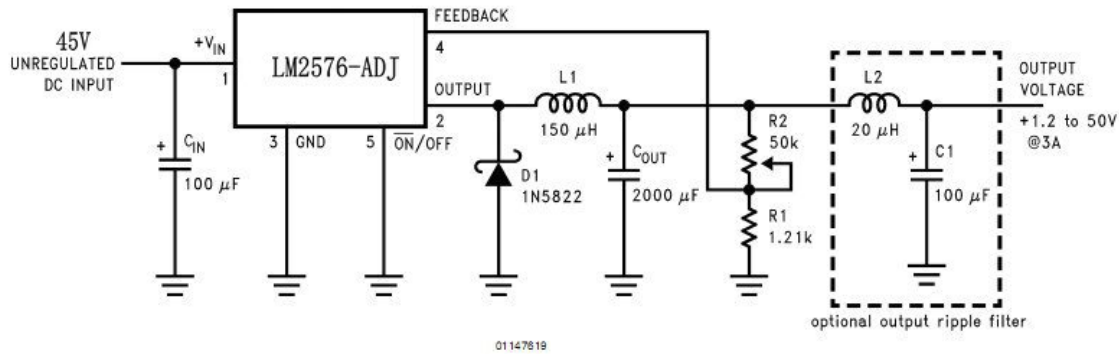 FEEDBACK
4
45V
UNREGULATED
DC INPUT
+VIN
1
LM2576-ADJ
OUTPUT
2
3 GND
5 ON/OFF
+
CIN
100 µF
D1
1N5822
L1
150 µH
+
COUT
2000 µF
R2
50k
R1
1.21k
L2
20 µH
+
C1
100 µF
OUTPUT
VOLTAGE
+1.2 to 50V
@3A
optional output ripple filter
01147619